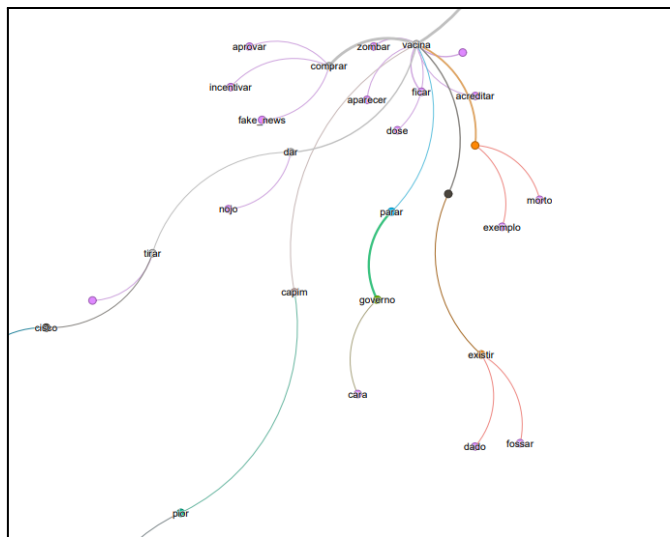 aprovar
zombar
vacina
comprar
incentivar
aparecer
ficar
acreditar
fake_news
dose
dar
morto
nojo
parar
exemplo
tirar
capim
governo
cisco
existir
cara
dado
fossar
pior